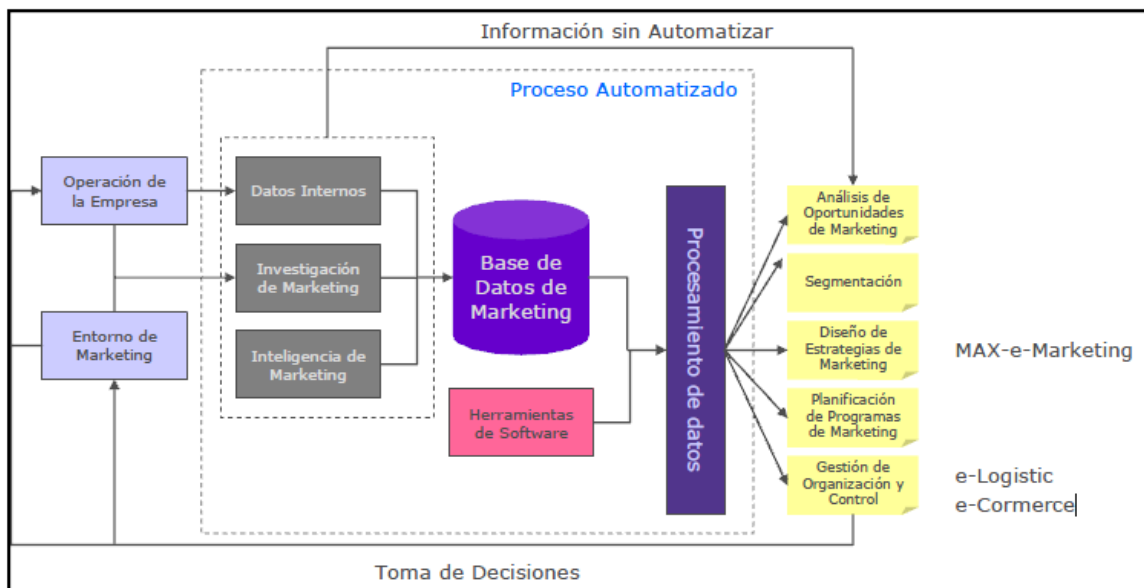 Información sin Automatizar
Proceso Automatizado
Operación de
la Empresa
Entorno de
Marketing
Datos Internos
Investigación
de Marketing
Inteligencia de
Marketing
Base de
Datos de
Marketing
Herramientas
de Software
Procesamiento de datos
Análisis de
Oportunidades
de Marketing
Segmentación
Diseño de
Estrategias de
Marketing
Planificación
de Programas
de Marketing
Gestión de
Organización y
Control
MAX-e-Marketing
e-Logistic
e-Cormerce
Toma de Decisiones